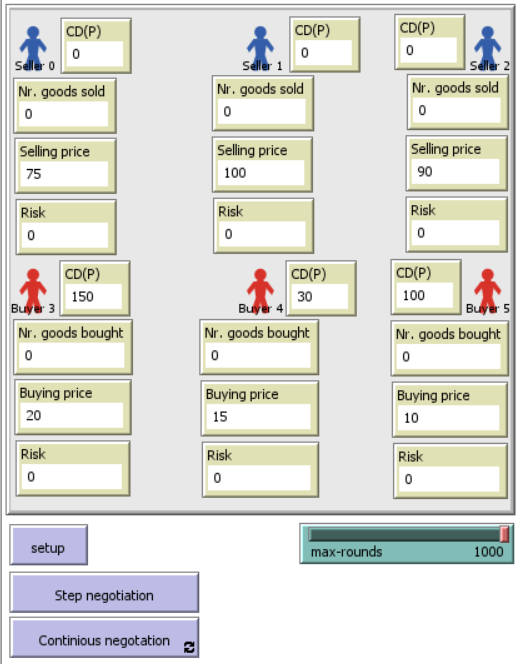 CD(P)
0
Seller 0
CD(P)
0
Seller 1
CD(P)
0
Seller 2
Nr. goods sold
0
Nr. goods sold
0
Nr. goods sold
0
Selling price
75
Selling price
100
Selling price
90
Risk
0
Risk
0
Risk
0
CD(P)
150
Buyer 3
CD(P)
30
Buyer 4
CD(P)
100
Buyer 5
Nr. goods bought
0
Nr. goods bought
0
Nr. goods bought
0
Buying price
20
Buying price
15
Buying price
10
Risk
0
Risk
0
Risk
0
setup
max-rounds 1000
Step negotiation
Continious negotation